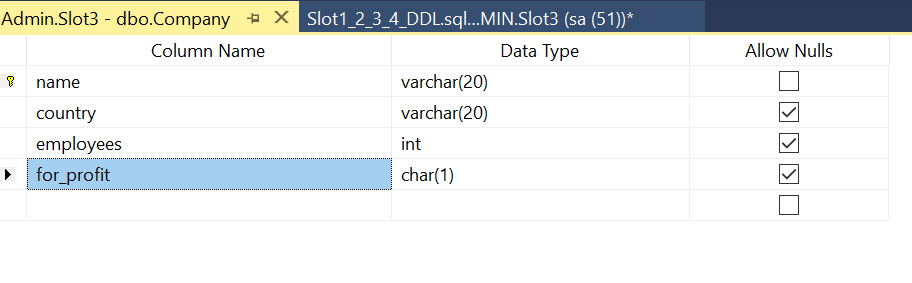 Admin.Slot3 - dbo.Company Slot1_2_3_4_DDL.sql...MIN.Slot3 (sa (51))*
Column Name Data Type Allow Nulls
name varchar(20)
country varchar(20)
employees int
for_profit char(1)